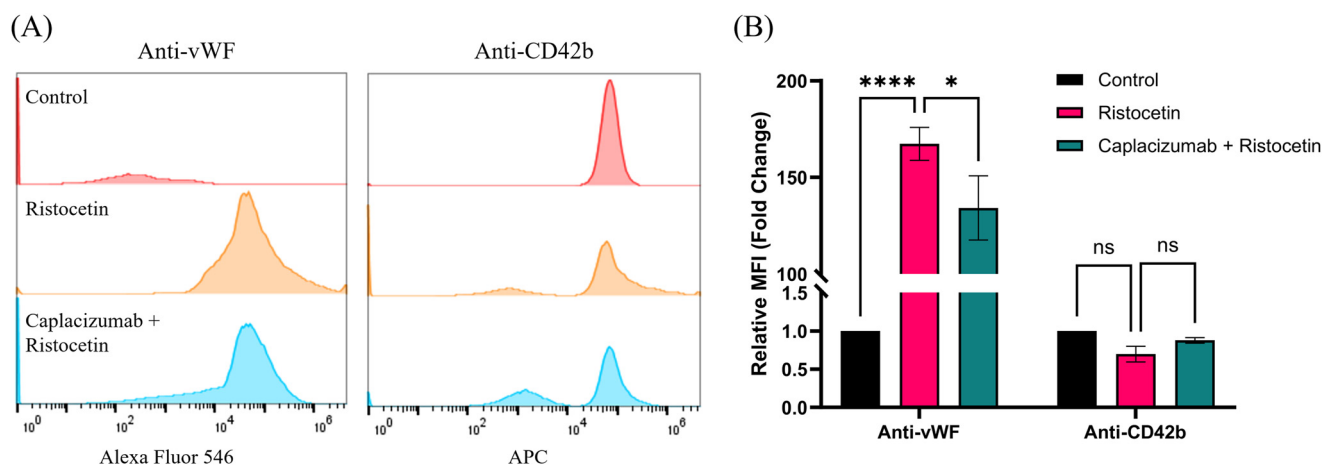 (A)
Anti-vWF
Anti-CD42b
Control
Ristocetin
Caplacizumab +
Ristocetin
10^0 10^2 10^4 10^6
10^0 10^2 10^4 10^6
Alexa Fluor 546
APC
(B)
Relative MFI (Fold Change)
200
150
100
1.5
1.0
0.5
0.0
**** *
ns ns
Anti-vWF
Anti-CD42b
Control
Ristocetin
Caplacizumab + Ristocetin